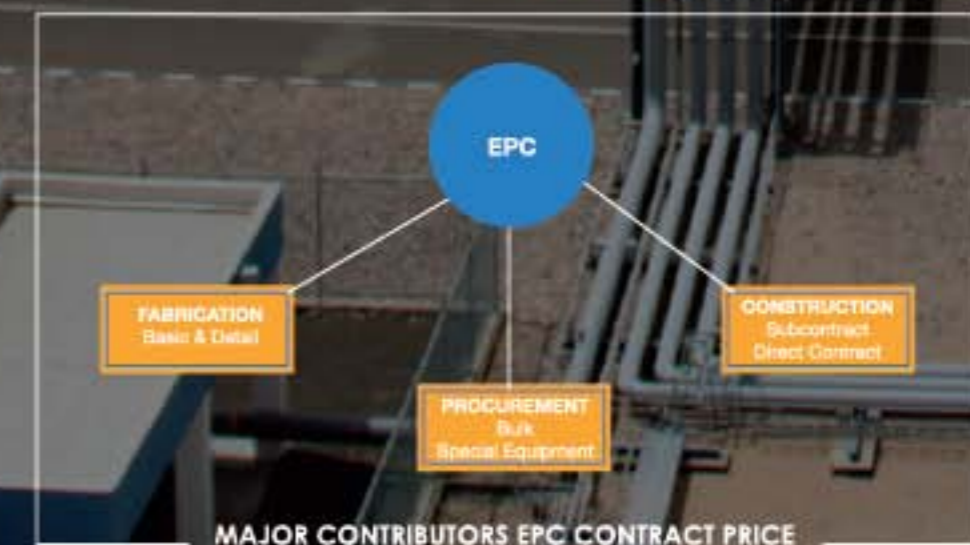 EPC
FABRICATION
Basic & Detail
CONSTRUCTION
Subcontract
Direct Contract
PROCUREMENT
Bulk
Special Equipment
MAJOR CONTRIBUTORS EPC CONTRACT PRICE